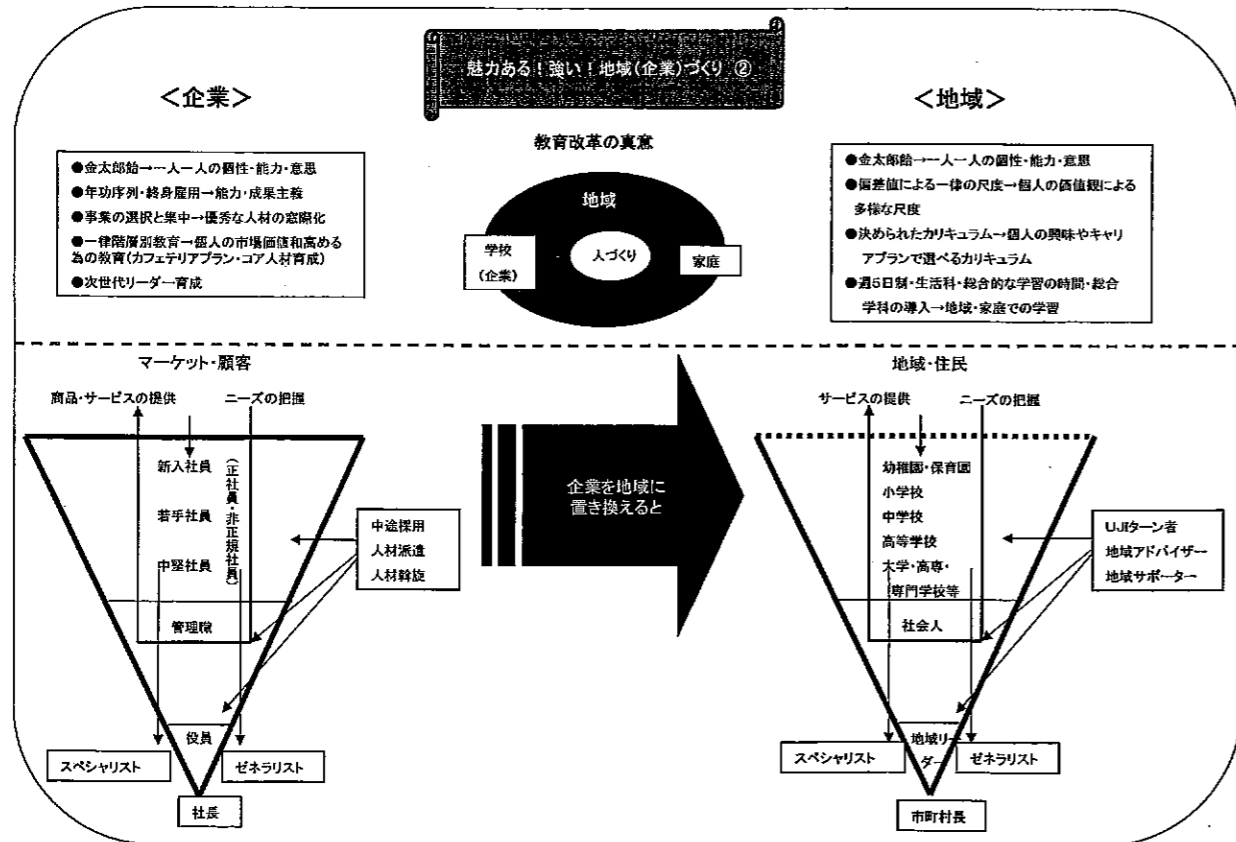 魅力ある！強い！地域(企業)づくり ②
＜企業＞
●金太郎飴→一人一人の個性・能力・意思
●年功序列・終身雇用→能力・成果主義
●事業の選択と集中→優秀な人材の窓際化
●一律階層別教育→個人の市場価値和高める
為の教育(カフェテリアプラン・コア人材育成)
●次世代リーダー育成
教育改革の真意
地域
学校
(企業)
人づくり
家庭
＜地域＞
●金太郎飴→一人一人の個性・能力・意思
●偏差値による一律の尺度→個人の価値観による
多様な尺度
●決められたカリキュラム→個人の興味やキャリ
アプランで選べるカリキュラム
●週5日制・生活科・総合的な学習の時間・総合
学科の導入→地域・家庭での学習
マーケット・顧客
商品・サービスの提供
ニーズの把握
新入社員
若手社員
中堅社員
(正社員・非正規社員)
管理職
役員
スペシャリスト
ゼネラリスト
社長
中途採用
人材派遣
人材斡旋
企業を地域に
置き換えると
地域・住民
サービスの提供
ニーズの把握
幼稚園・保育園
小学校
中学校
高等学校
大学・高専・
専門学校等
社会人
地域リー
ダー
スペシャリスト
ゼネラリスト
市町村長
UJIターン者
地域アドバイザー
地域サポーター